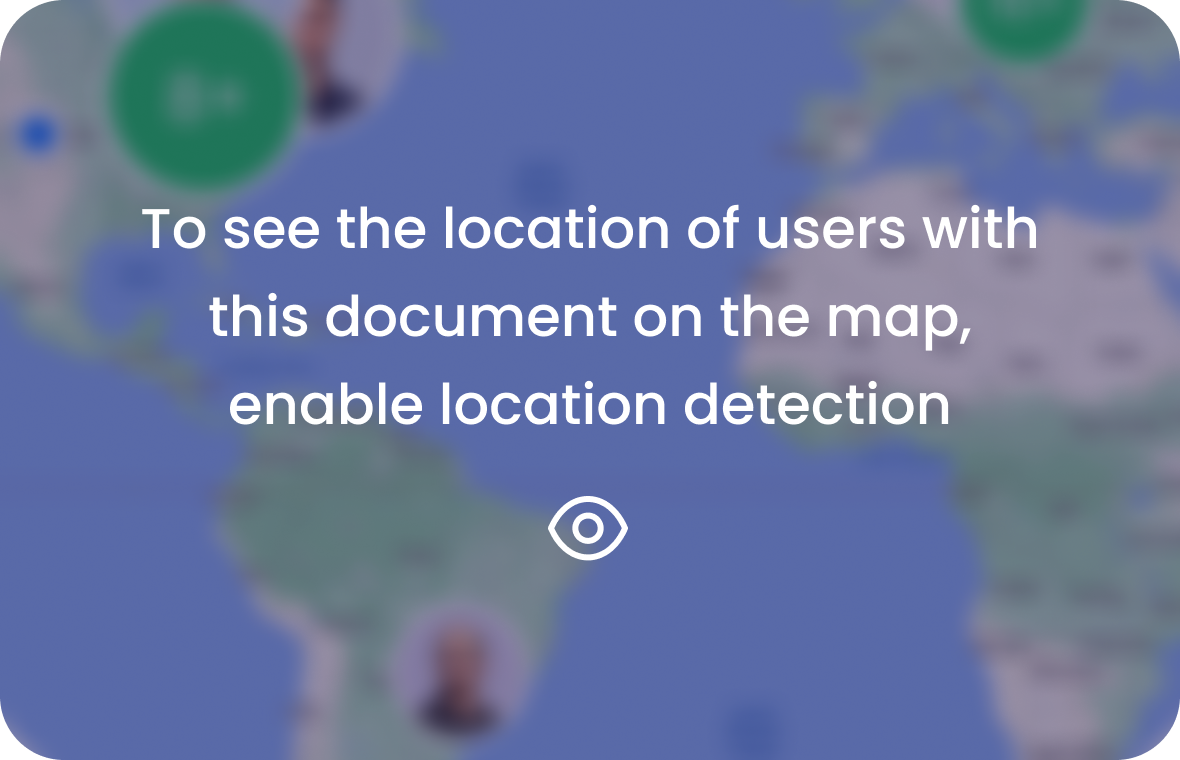 To see the location of users with
this document on the map,
enable location detection